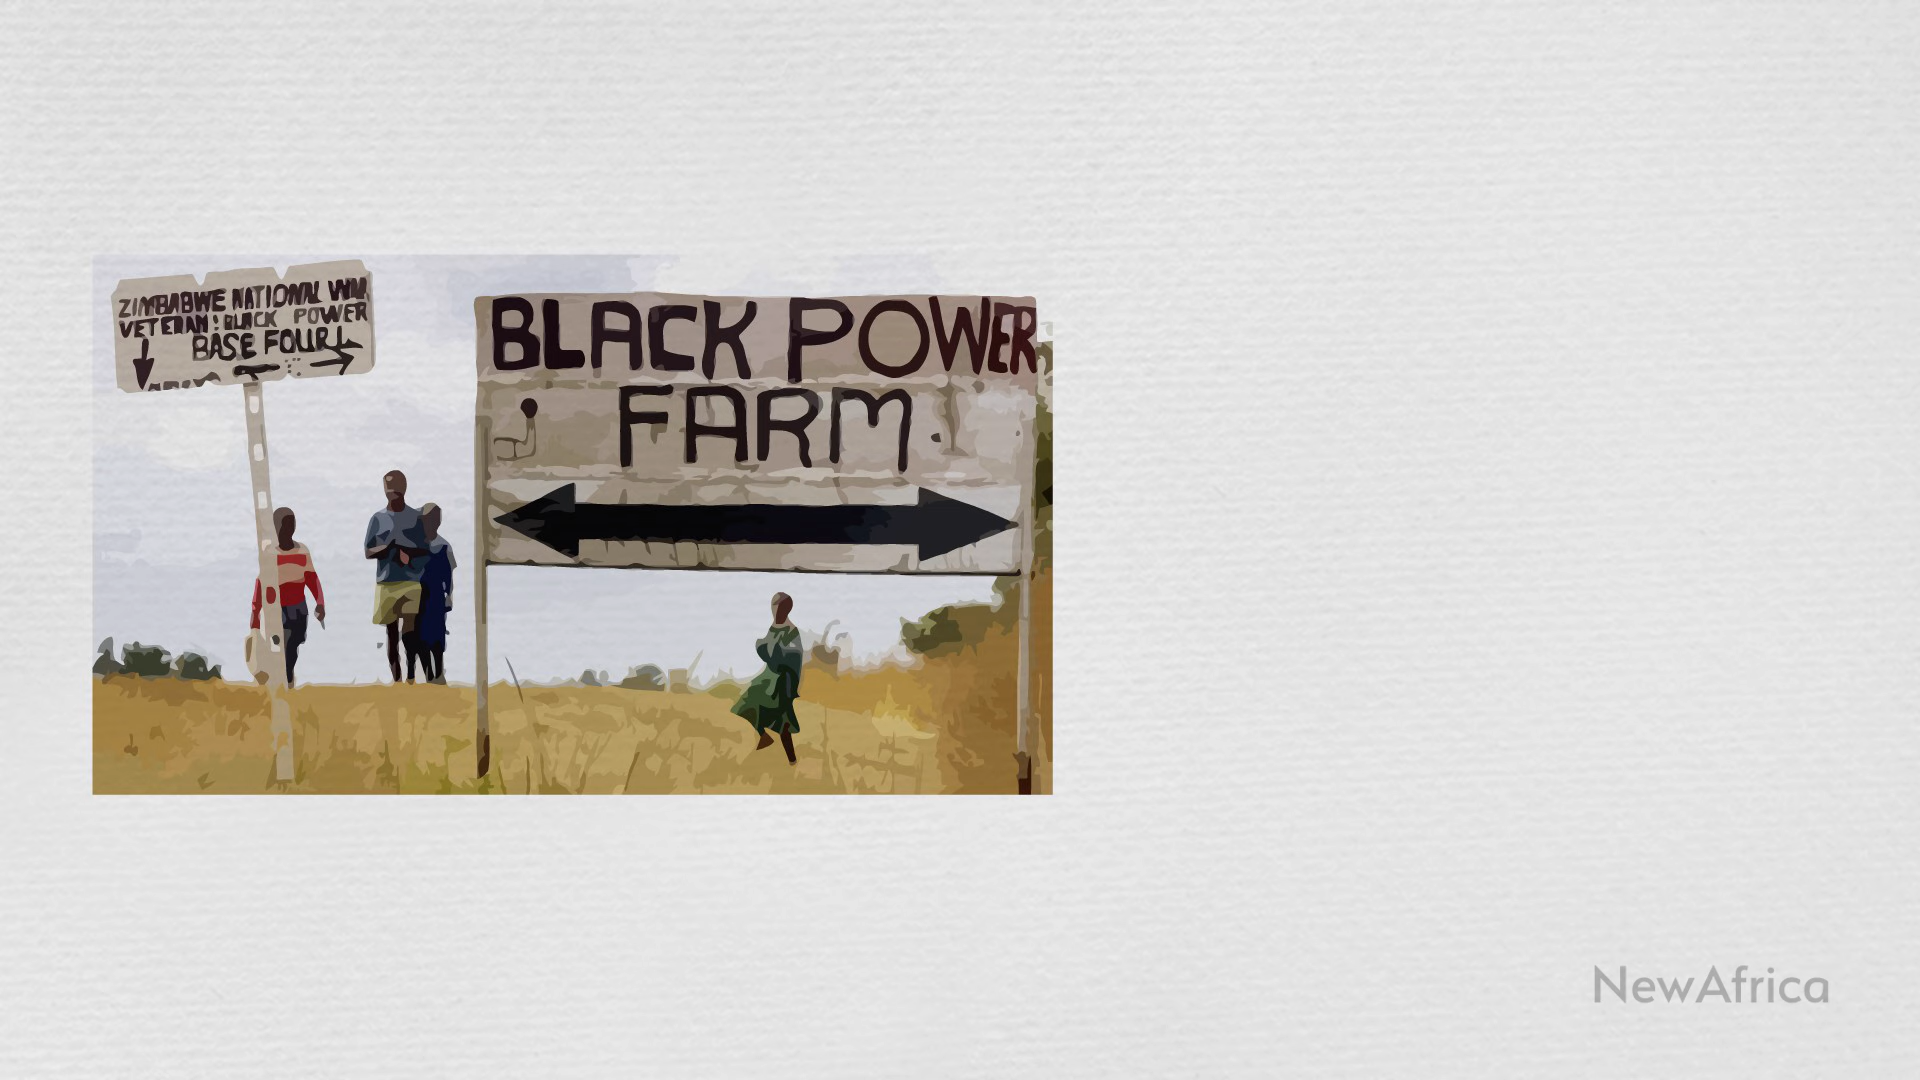 ZIMBABWE NATIONAL WAR
VETERAN: BLACK POWER
BASE FOUR
BLACK POWER
FARM
NewAfrica